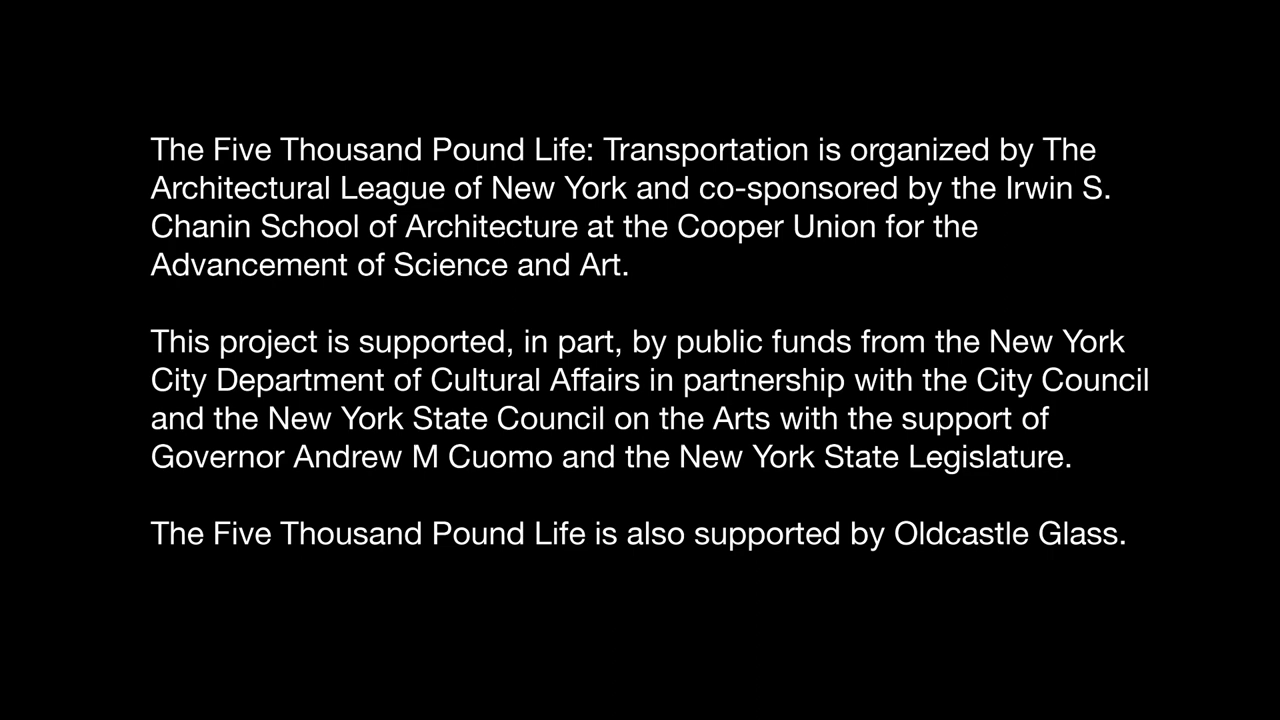 The Five Thousand Pound Life: Transportation is organized by The
Architectural League of New York and co-sponsored by the Irwin S.
Chanin School of Architecture at the Cooper Union for the
Advancement of Science and Art.
This project is supported, in part, by public funds from the New York
City Department of Cultural Affairs in partnership with the City Council
and the New York State Council on the Arts with the support of
Governor Andrew M Cuomo and the New York State Legislature.
The Five Thousand Pound Life is also supported by Oldcastle Glass.